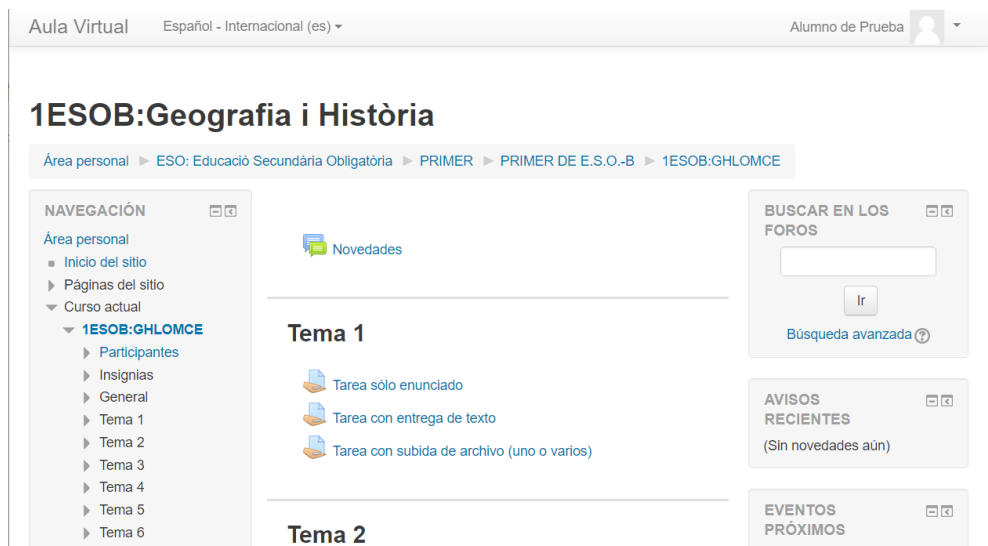 Aula Virtual
Español - Internacional (es)
Alumno de Prueba
1ESOB:Geografia i Història
Área personal
ESO: Educació Secundària Obligatòria
PRIMER
PRIMER DE E.S.O.-B
1ESOB:GHLOMCE
NAVEGACIÓN
Área personal
Inicio del sitio
Páginas del sitio
Curso actual
1ESOB:GHLOMCE
Participantes
Insignias
General
Tema 1
Tema 2
Tema 3
Tema 4
Tema 5
Tema 6
Novedades
Tema 1
Tarea sólo enunciado
Tarea con entrega de texto
Tarea con subida de archivo (uno o varios)
Tema 2
BUSCAR EN LOS
FOROS
Ir
Búsqueda avanzada
AVISOS
RECIENTES
(Sin novedades aún)
EVENTOS
PRÓXIMOS